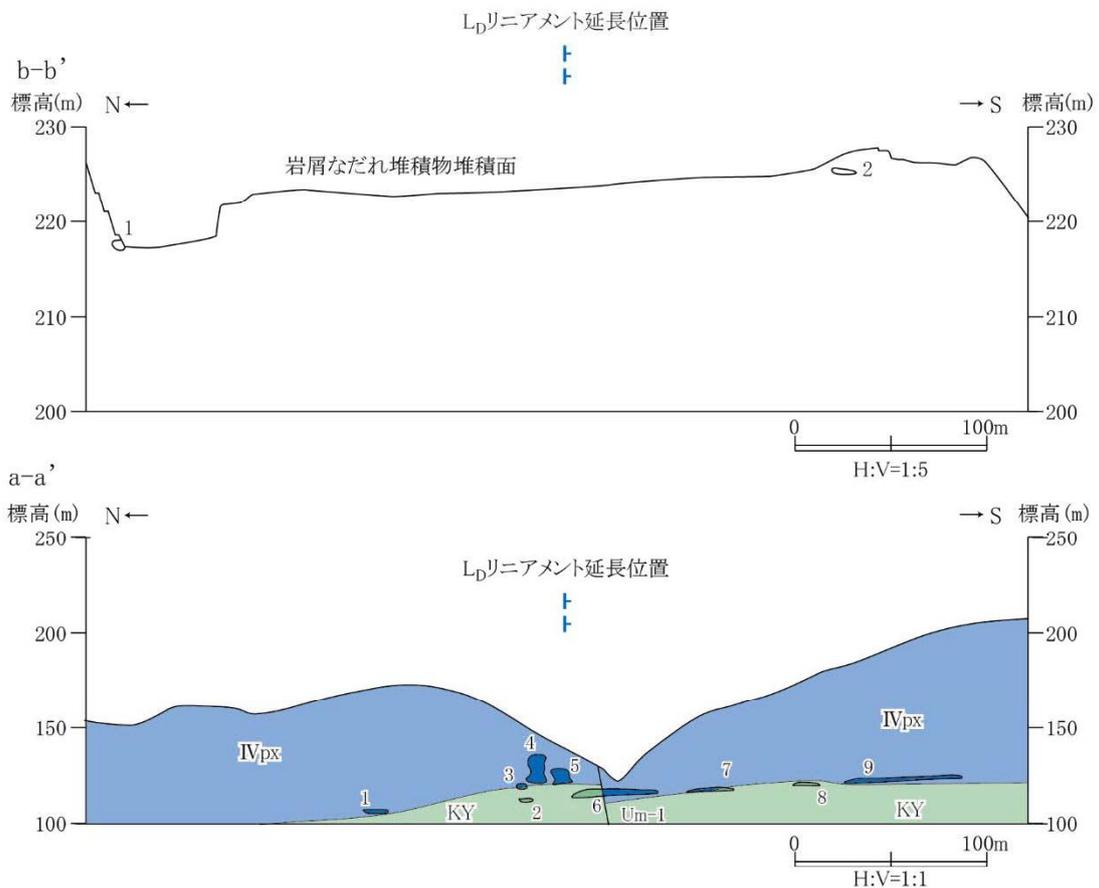 LDリニアメント延長位置
b-b’
標高(m) N← →S 標高(m)
230 230
岩屑なだれ堆積物堆積面
2
220 220
1
210 210
200 200
0 100m
H:V=1:5
a-a’
標高(m) N← →S 標高(m)
250 250
LDリニアメント延長位置
200 200
150 150
IVpx IVpx
4
5
3 7 9
1 6 8
2
KY Um-1 KY
100 100
0 100m
H:V=1:1